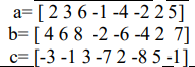 a= [ 2 3 6 -1 -4 -2 2 5 ]
b= [ 4 6 8 -2 -6 -4 2 7]
c= [-3 -1 3 -7 2 -8 5 -1]